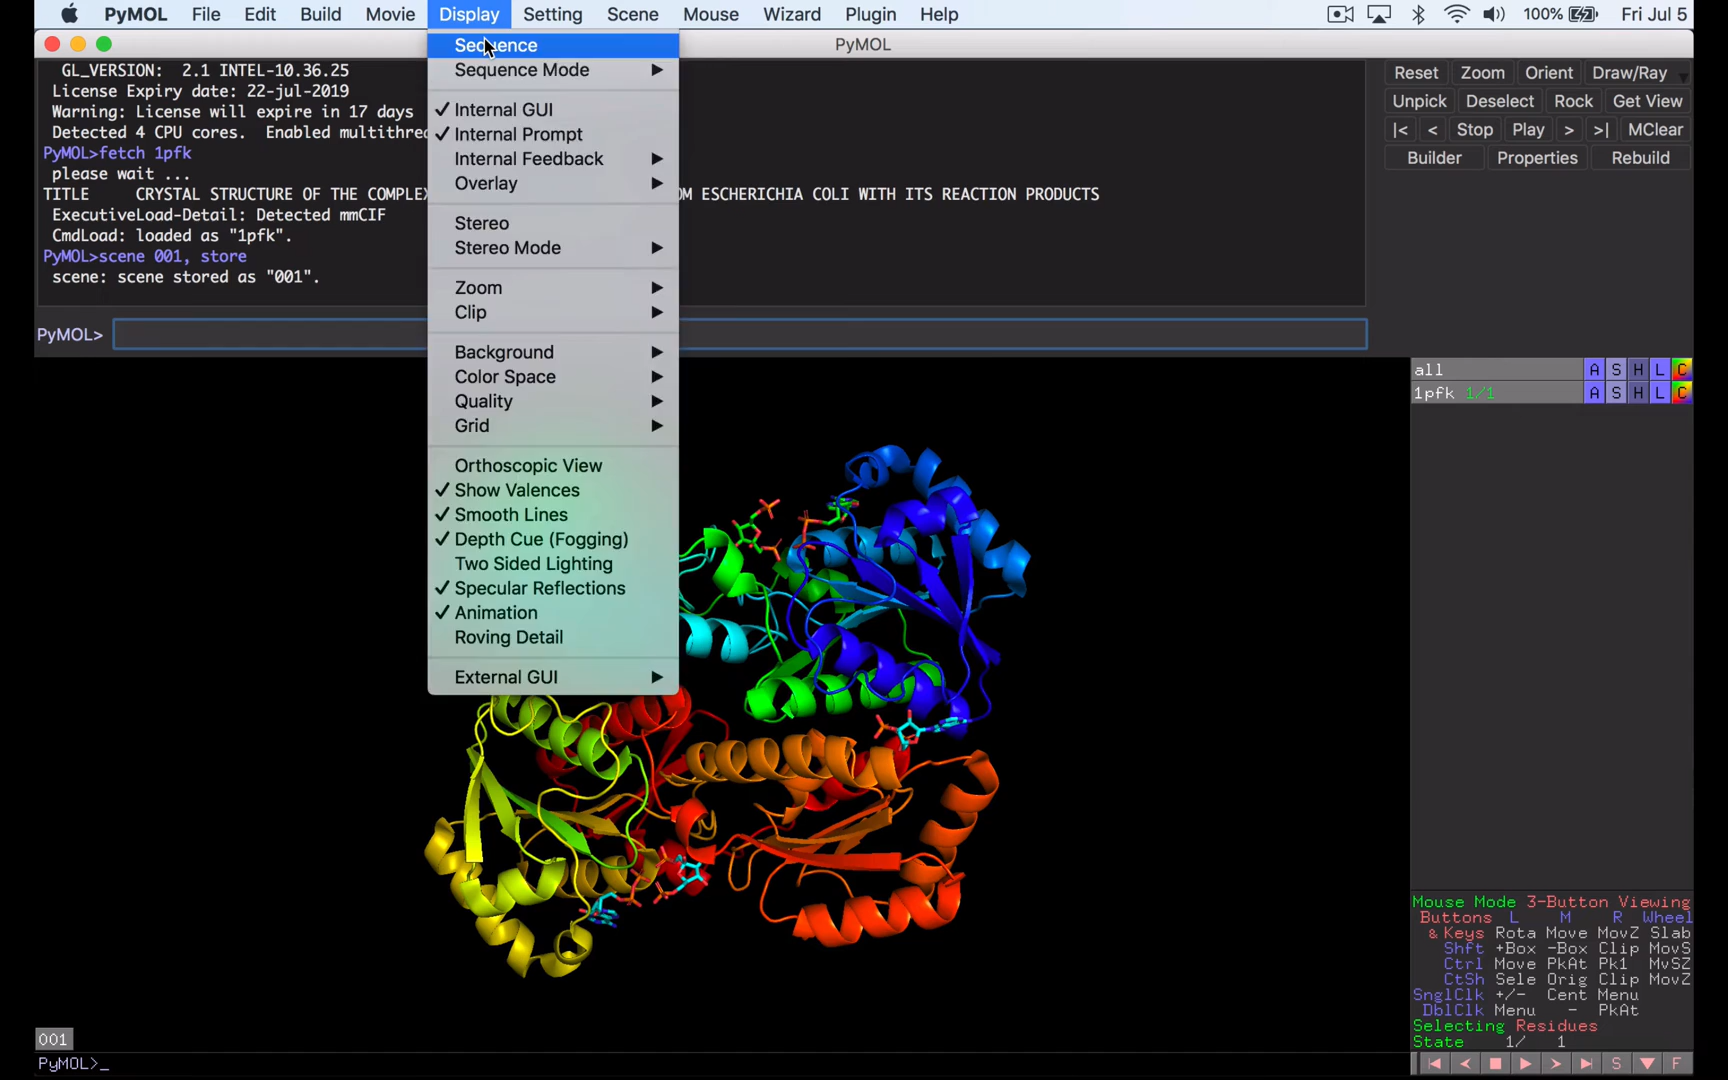 PyMOL File Edit Build Movie Display Setting Scene Mouse Wizard Plugin Help 100% Fri Jul 5
PyMOL
GL_VERSION: 2.1 INTEL-10.36.25
License Expiry date: 22-jul-2019
Warning: License will expire in 17 days
Detected 4 CPU cores. Enabled multithrea
PyMOL>fetch 1pfk
please wait ...
TITLE CRYSTAL STRUCTURE OF THE COMPLEX OM ESCHERICHIA COLI WITH ITS REACTION PRODUCTS
ExecutiveLoad-Detail: Detected mmCIF
CmdLoad: loaded as "1pfk".
PyMOL>scene 001, store
scene: scene stored as "001".
PyMOL>
Sequence
Sequence Mode
Internal GUI
Internal Prompt
Internal Feedback
Overlay
Stereo
Stereo Mode
Zoom
Clip
Background
Color Space
Quality
Grid
Orthoscopic View
Show Valences
Smooth Lines
Depth Cue (Fogging)
Two Sided Lighting
Specular Reflections
Animation
Roving Detail
External GUI
Reset Zoom Orient Draw/Ray
Unpick Deselect Rock Get View
|< < Stop Play > >| MClear
Builder Properties Rebuild
all A S H L C
1pfk 1/1 A S H L C
Mouse Mode 3-Button Viewing
Buttons L M R Wheel
& Keys Rota Move MovZ Slab
Shft +Box -Box Clip MovS
Ctrl Move PkAt Pk1 MvSZ
CtSh Sele Orig Clip MovZ
SnglClk +/- Cent Menu
DblClk Menu - PkAt
Selecting Residues
State 1/ 1
S F
001
PyMOL>_